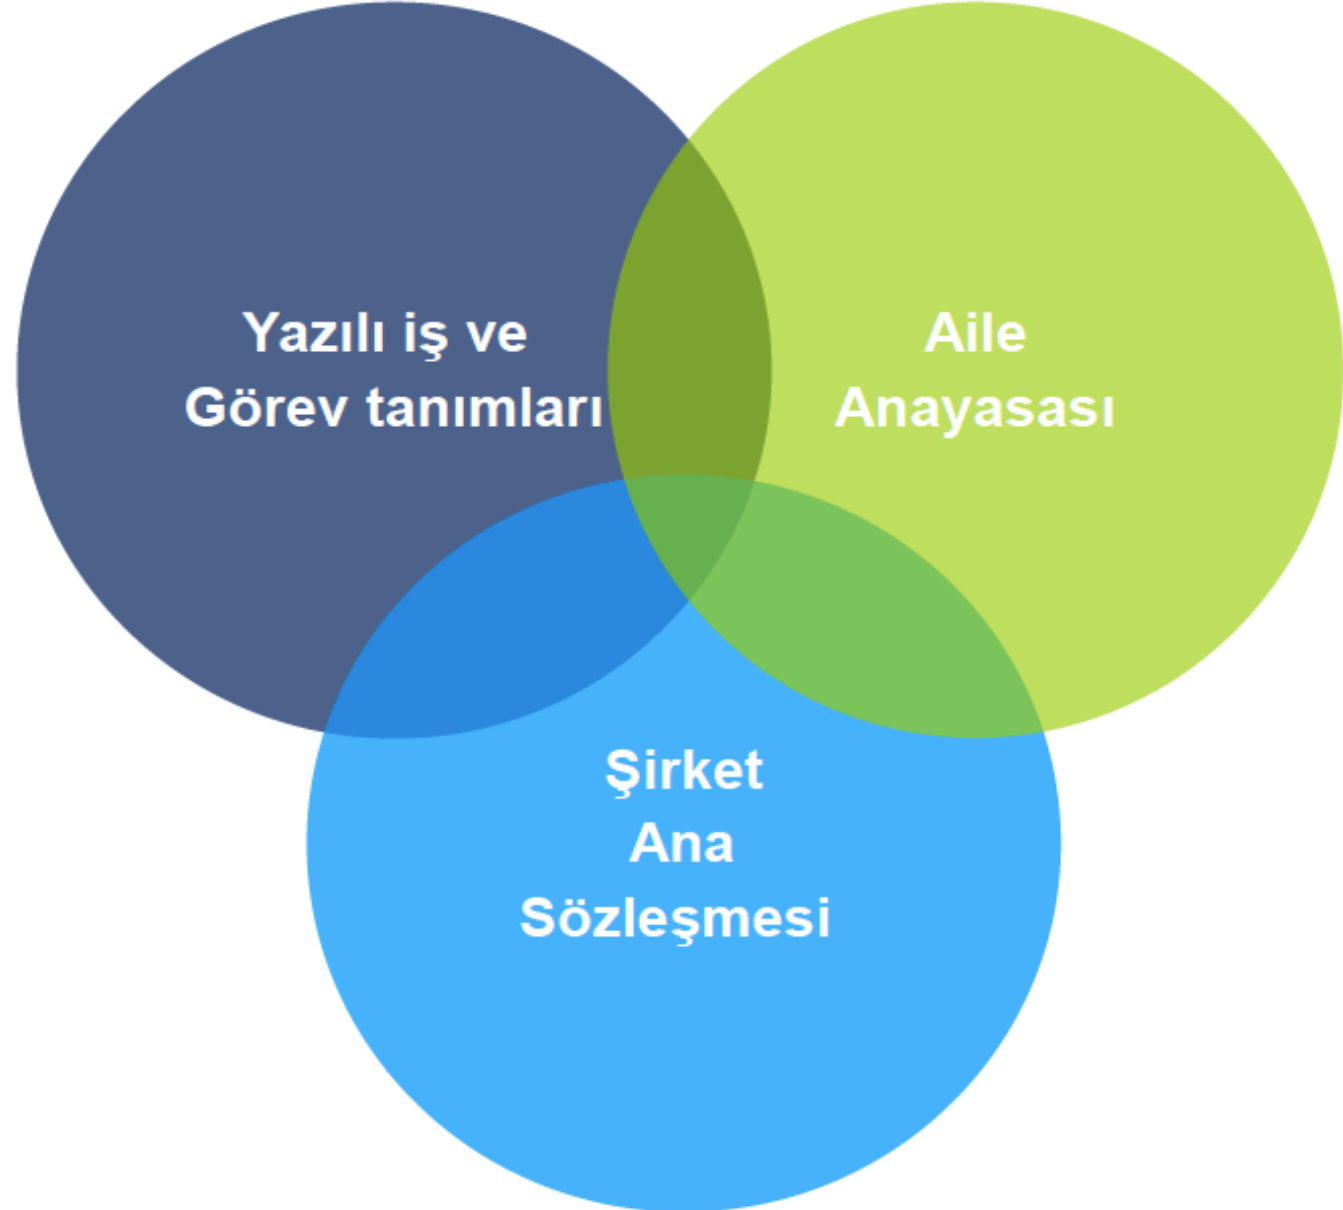 Yazılı iş ve
Görev tanımları
Aile
Anayasası
Şirket
Ana
Sözleşmesi